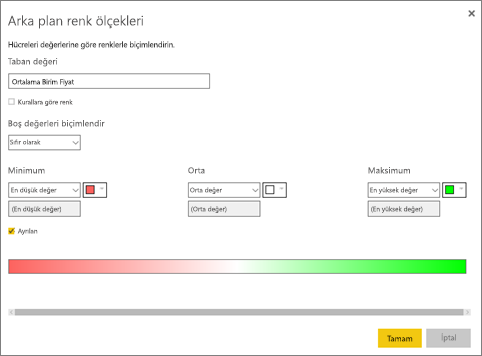 Arka plan renk ölçekleri
Hücreleri değerlerine göre renklerle biçimlendirin.
Taban değeri
Ortalama Birim Fiyat
Kurallara göre renk
Boş değerleri biçimlendir
Sıfır olarak
Minimum Orta Maksimum
En düşük değer Orta değer En yüksek değer
(En düşük değer) (Orta değer) (En yüksek değer)
Ayrılan
Tamam İptal